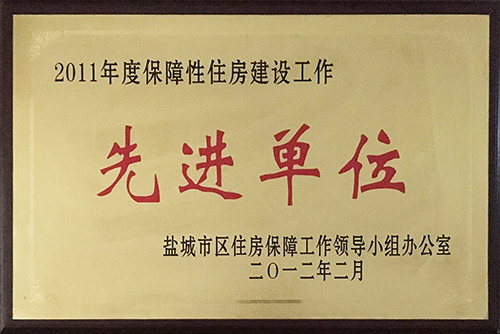 2011年度保障性住房建设工作
先进单位
盐城市区住房保障工作领导小组办公室
二〇一二年二月